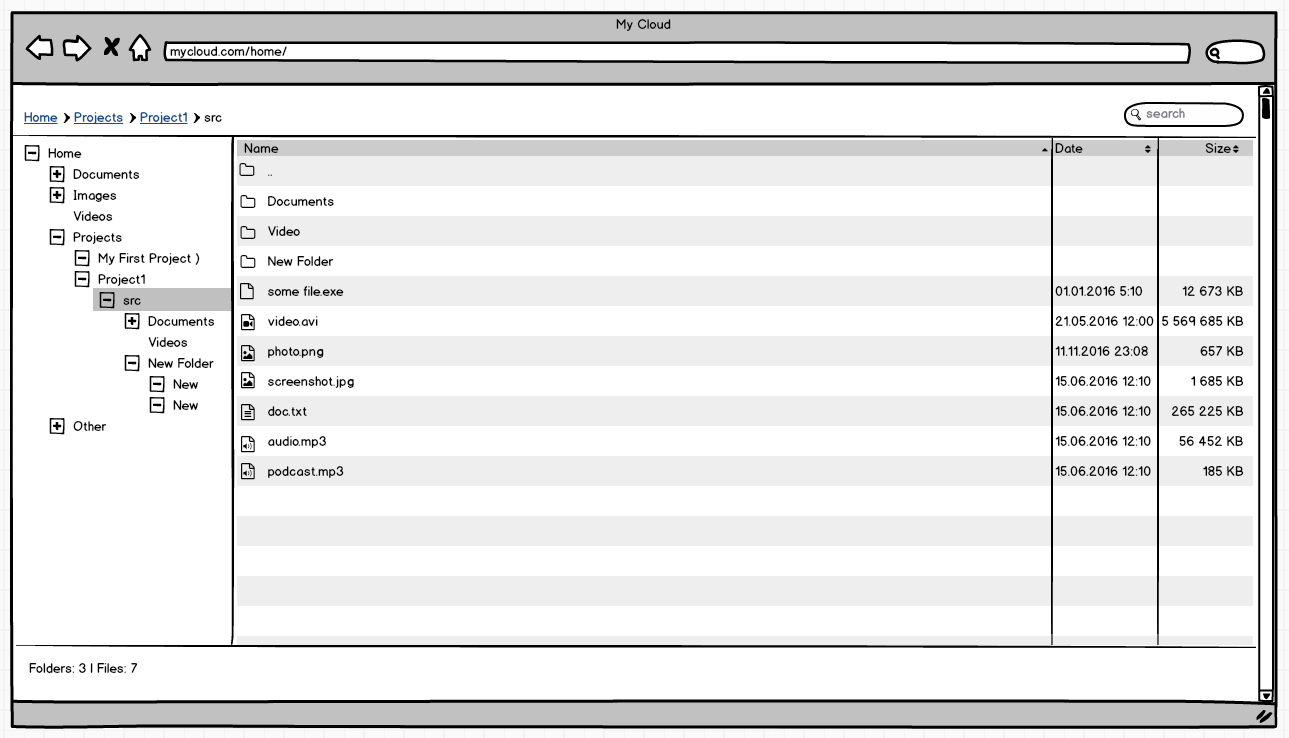 My Cloud
mycloud.com/home/
Home Projects Project1 src
search
Home
Documents
Images
Videos
Projects
My First Project )
Project1
src
Documents
Videos
New Folder
New
New
Other
Name Date Size
..
Documents
Video
New Folder
some file.exe 01.01.2016 5:10 12 673 KB
video.avi 21.05.2016 12:00 5 569 685 KB
photo.png 11.11.2016 23:08 657 KB
screenshot.jpg 15.06.2016 12:10 1 685 KB
doc.txt 15.06.2016 12:10 265 225 KB
audio.mp3 15.06.2016 12:10 56 452 KB
podcast.mp3 15.06.2016 12:10 185 KB
Folders: 3 | Files: 7